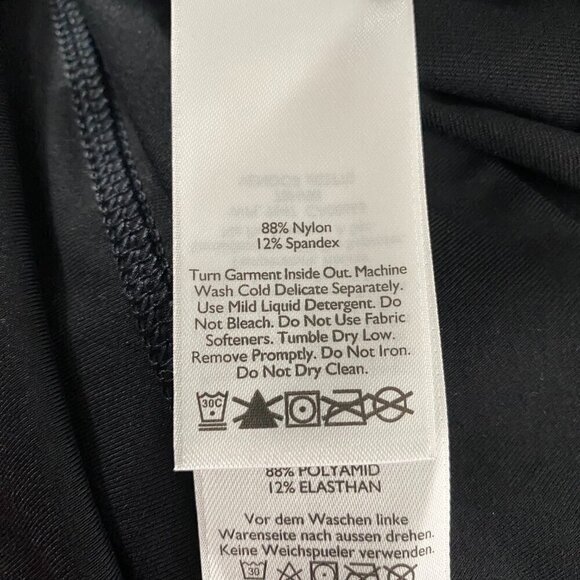 88% Nylon
12% Spandex
Turn Garment Inside Out. Machine
Wash Cold Delicate Separately.
Use Mild Liquid Detergent. Do
Not Bleach. Do Not Use Fabric
Softeners. Tumble Dry Low.
Remove Promptly. Do Not Iron.
Do Not Dry Clean.
30C
88% POLYAMID
12% ELASTHAN
Vor dem Waschen linke
Warenseite nach aussen drehen.
Keine Weichspueler verwenden.
30